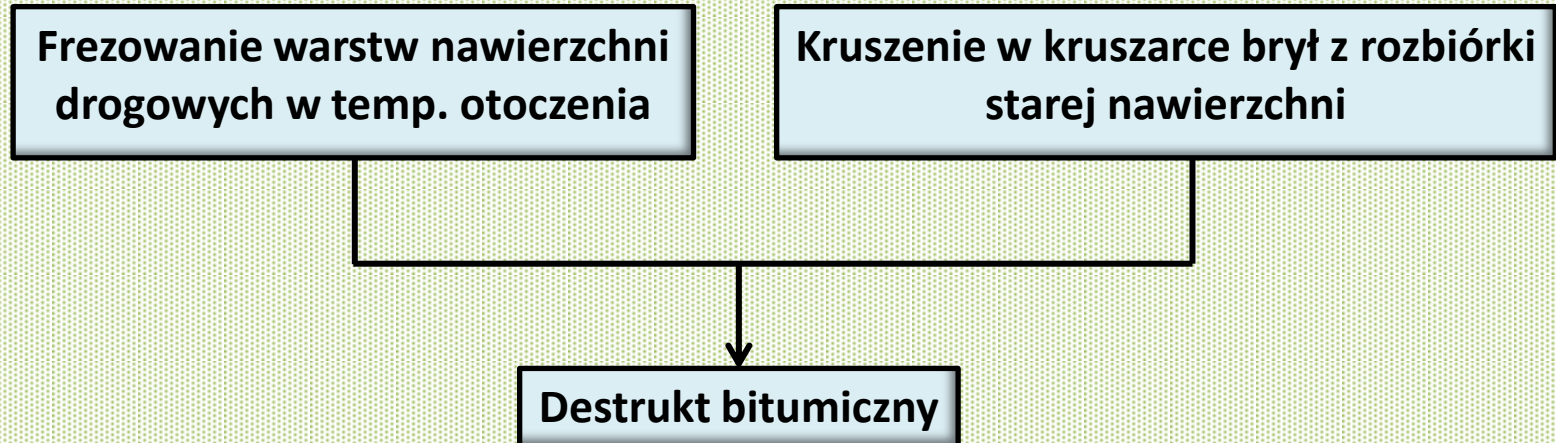 Frezowanie warstw nawierzchni
drogowych w temp. otoczenia
Kruszenie w kruszarce brył z rozbiórki
starej nawierzchni
Destrukt bitumiczny